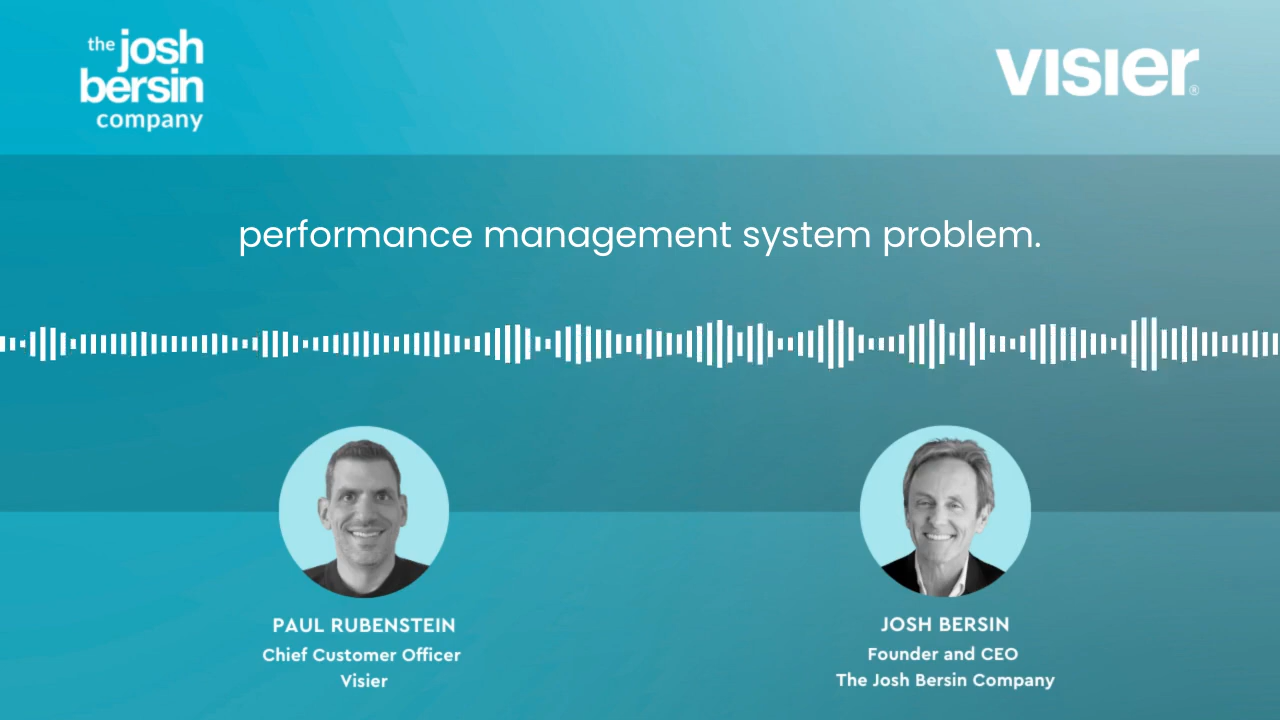 the josh
bersin
company
visier®
performance management system problem.
PAUL RUBENSTEIN
Chief Customer Officer
Visier
JOSH BERSIN
Founder and CEO
The Josh Bersin Company